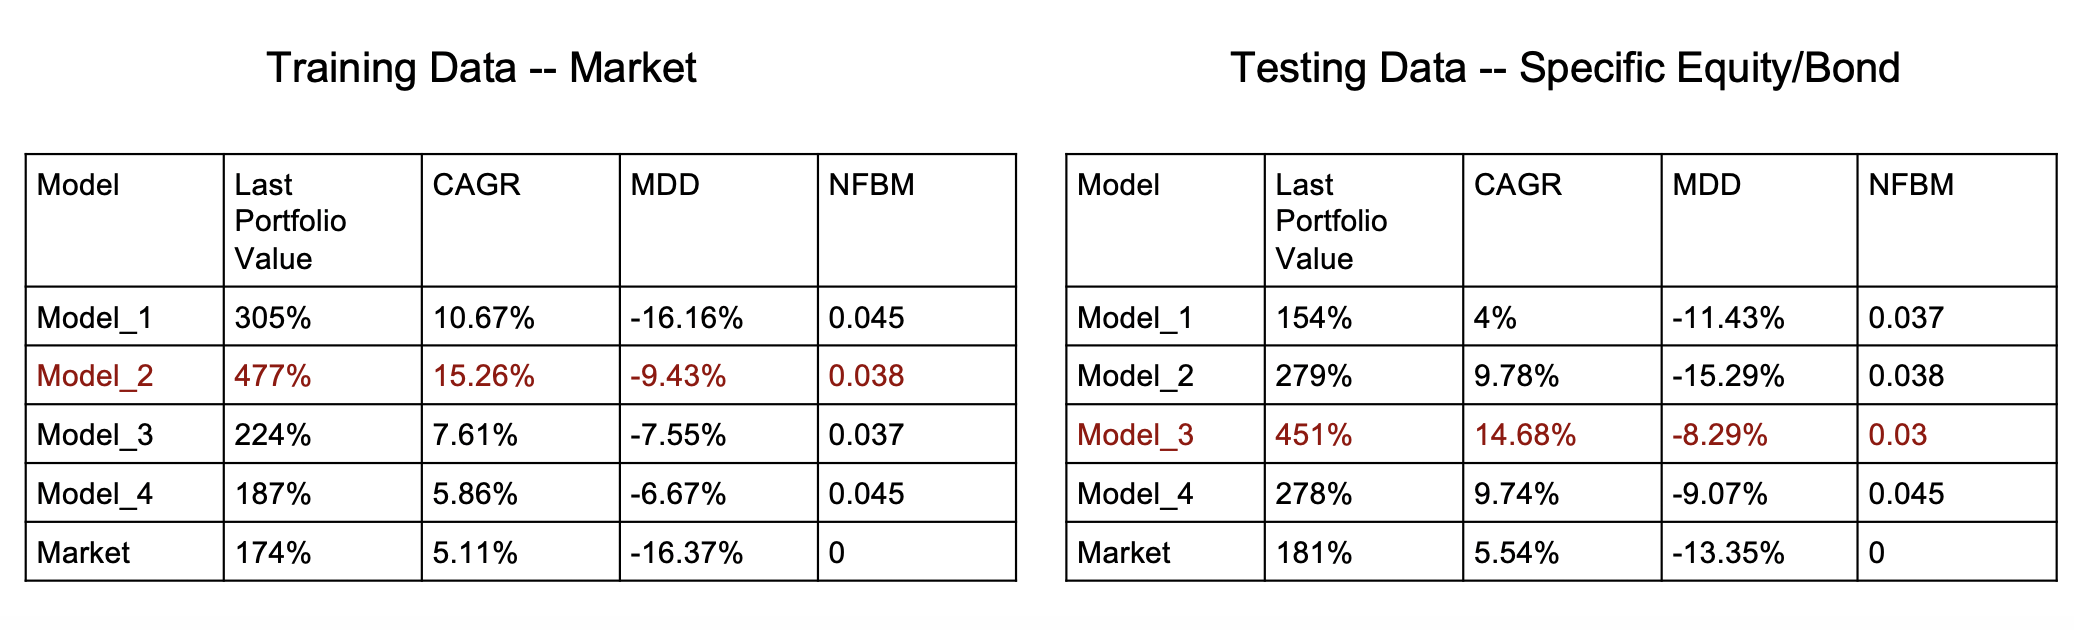 Training Data -- Market
Model Last Portfolio Value CAGR MDD NFBM
Model_1 305% 10.67% -16.16% 0.045
Model_2 477% 15.26% -9.43% 0.038
Model_3 224% 7.61% -7.55% 0.037
Model_4 187% 5.86% -6.67% 0.045
Market 174% 5.11% -16.37% 0
Testing Data -- Specific Equity/Bond
Model Last Portfolio Value CAGR MDD NFBM
Model_1 154% 4% -11.43% 0.037
Model_2 279% 9.78% -15.29% 0.038
Model_3 451% 14.68% -8.29% 0.03
Model_4 278% 9.74% -9.07% 0.045
Market 181% 5.54% -13.35% 0